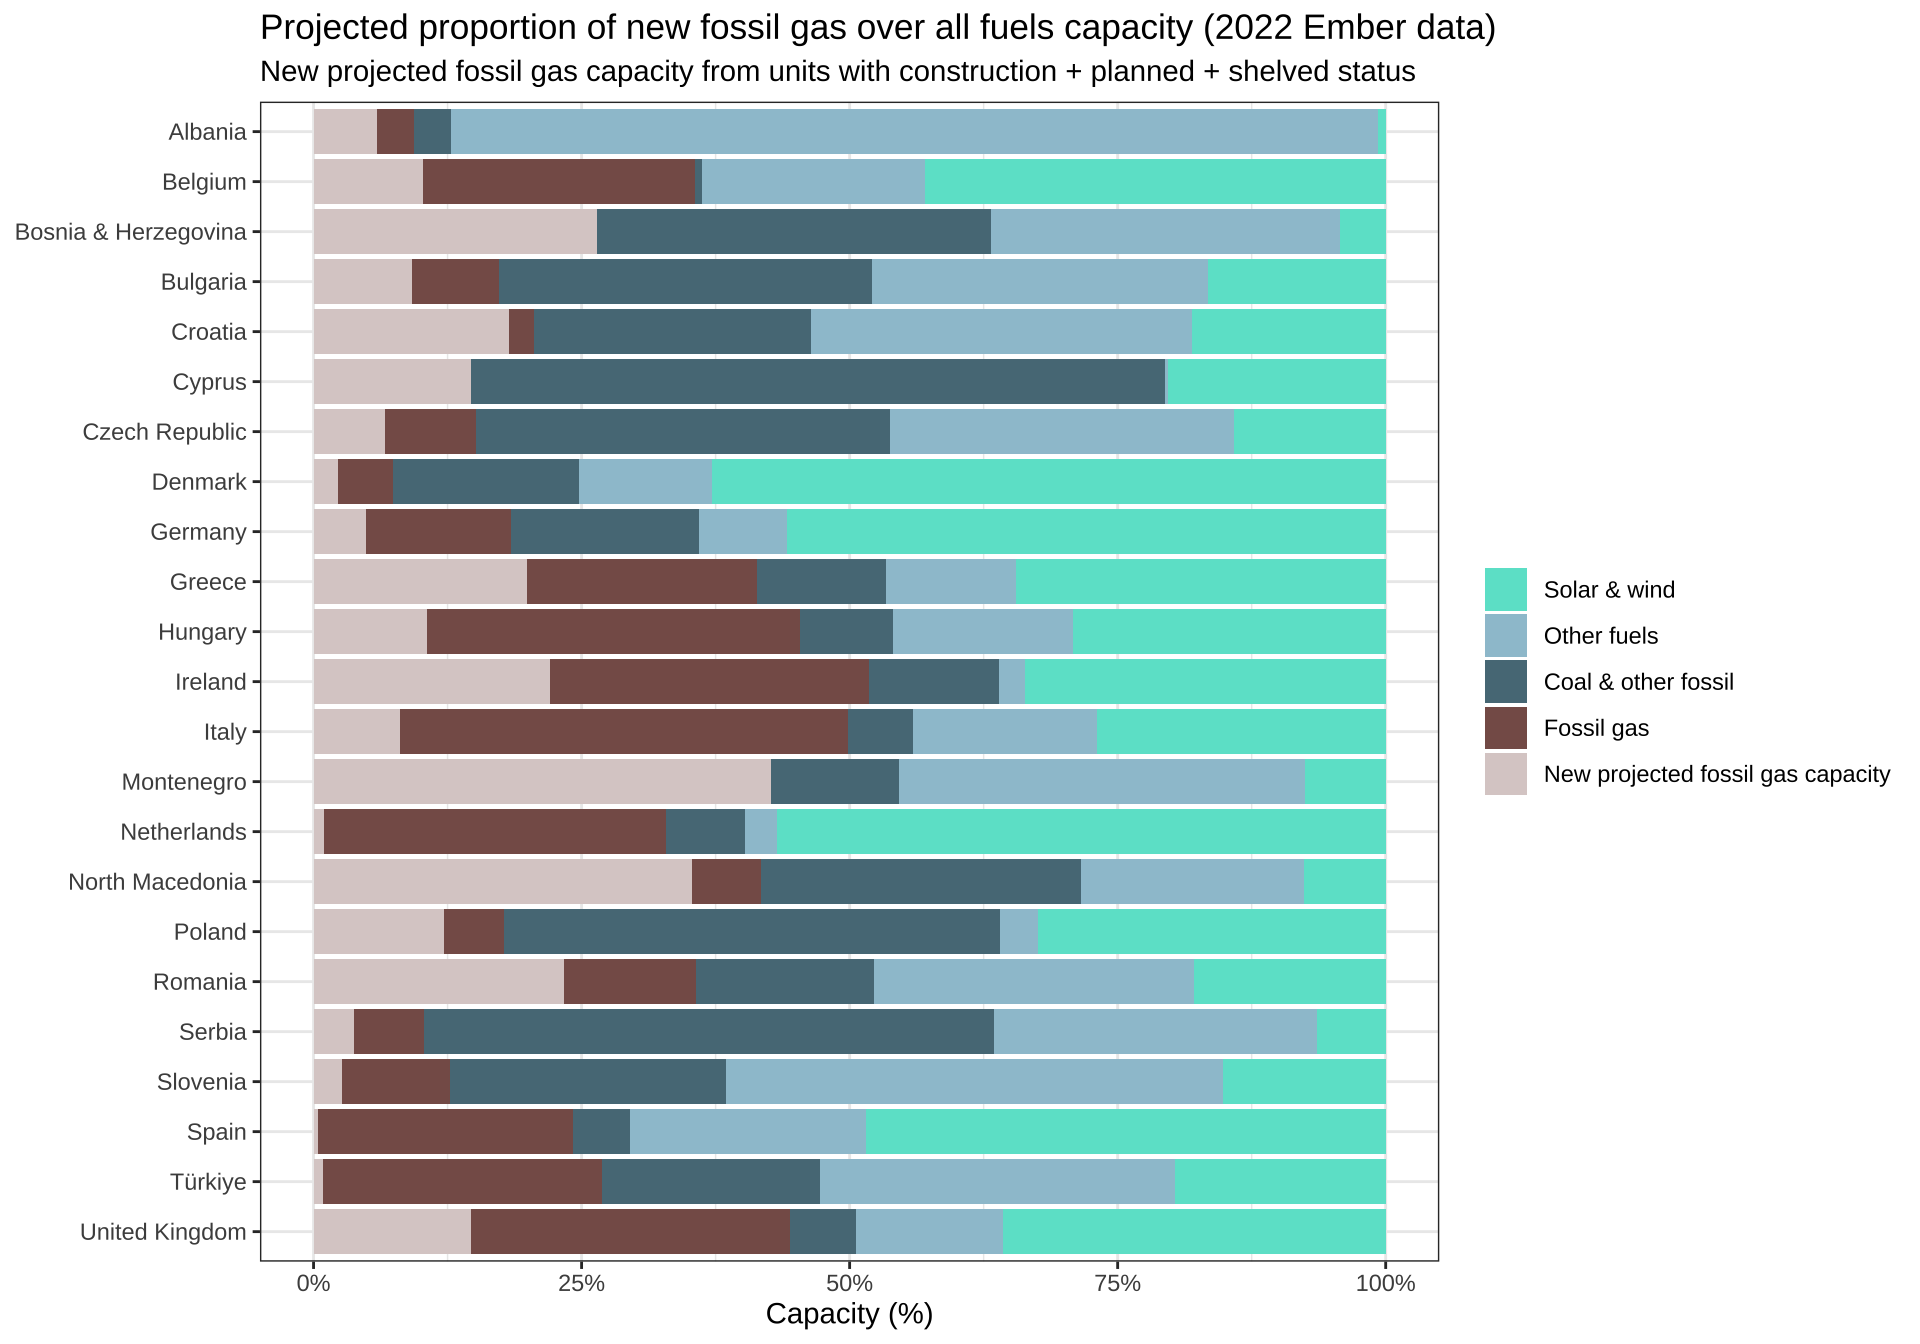 Projected proportion of new fossil gas over all fuels capacity (2022 Ember data)
New projected fossil gas capacity from units with construction + planned + shelved status
Albania
Belgium
Bosnia & Herzegovina
Bulgaria
Croatia
Cyprus
Czech Republic
Denmark
Germany
Greece
Hungary
Ireland
Italy
Montenegro
Netherlands
North Macedonia
Poland
Romania
Serbia
Slovenia
Spain
Türkiye
United Kingdom
0% 25% 50% 75% 100%
Capacity (%)
Solar & wind
Other fuels
Coal & other fossil
Fossil gas
New projected fossil gas capacity